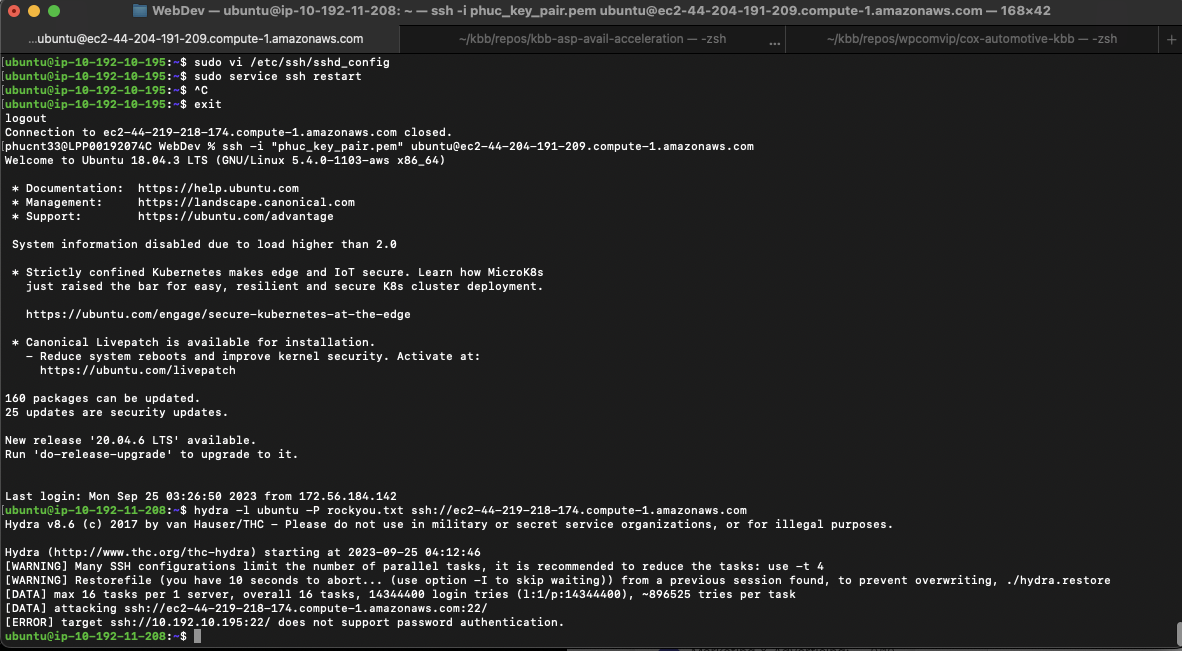 WebDev — ubuntu@ip-10-192-11-208: ~ — ssh -i phuc_key_pair.pem ubuntu@ec2-44-204-191-209.compute-1.amazonaws.com — 168×42
...ubuntu@ec2-44-204-191-209.compute-1.amazonaws.com ~/kbb/repos/kbb-asp-avail-acceleration — -zsh ... ~/kbb/repos/wpcomvip/cox-automotive-kbb — -zsh +
[ubuntu@ip-10-192-10-195:~$ sudo vi /etc/ssh/sshd_config
[ubuntu@ip-10-192-10-195:~$ sudo service ssh restart
[ubuntu@ip-10-192-10-195:~$ ^C
[ubuntu@ip-10-192-10-195:~$ exit
logout
Connection to ec2-44-219-218-174.compute-1.amazonaws.com closed.
[phucnt33@LPP00192074C WebDev % ssh -i "phuc_key_pair.pem" ubuntu@ec2-44-204-191-209.compute-1.amazonaws.com
Welcome to Ubuntu 18.04.3 LTS (GNU/Linux 5.4.0-1103-aws x86_64)
* Documentation: https://help.ubuntu.com
* Management: https://landscape.canonical.com
* Support: https://ubuntu.com/advantage
System information disabled due to load higher than 2.0
* Strictly confined Kubernetes makes edge and IoT secure. Learn how MicroK8s
just raised the bar for easy, resilient and secure K8s cluster deployment.
https://ubuntu.com/engage/secure-kubernetes-at-the-edge
* Canonical Livepatch is available for installation.
- Reduce system reboots and improve kernel security. Activate at:
https://ubuntu.com/livepatch
160 packages can be updated.
25 updates are security updates.
New release '20.04.6 LTS' available.
Run 'do-release-upgrade' to upgrade to it.
Last login: Mon Sep 25 03:26:50 2023 from 172.56.184.142
[ubuntu@ip-10-192-11-208:~$ hydra -l ubuntu -P rockyou.txt ssh://ec2-44-219-218-174.compute-1.amazonaws.com
Hydra v8.6 (c) 2017 by van Hauser/THC - Please do not use in military or secret service organizations, or for illegal purposes.
Hydra (http://www.thc.org/thc-hydra) starting at 2023-09-25 04:12:46
[WARNING] Many SSH configurations limit the number of parallel tasks, it is recommended to reduce the tasks: use -t 4
[WARNING] Restorefile (you have 10 seconds to abort... (use option -I to skip waiting)) from a previous session found, to prevent overwriting, ./hydra.restore
[DATA] max 16 tasks per 1 server, overall 16 tasks, 14344400 login tries (l:1/p:14344400), ~896525 tries per task
[DATA] attacking ssh://ec2-44-219-218-174.compute-1.amazonaws.com:22/
[ERROR] target ssh://10.192.10.195:22/ does not support password authentication.
ubuntu@ip-10-192-11-208:~$